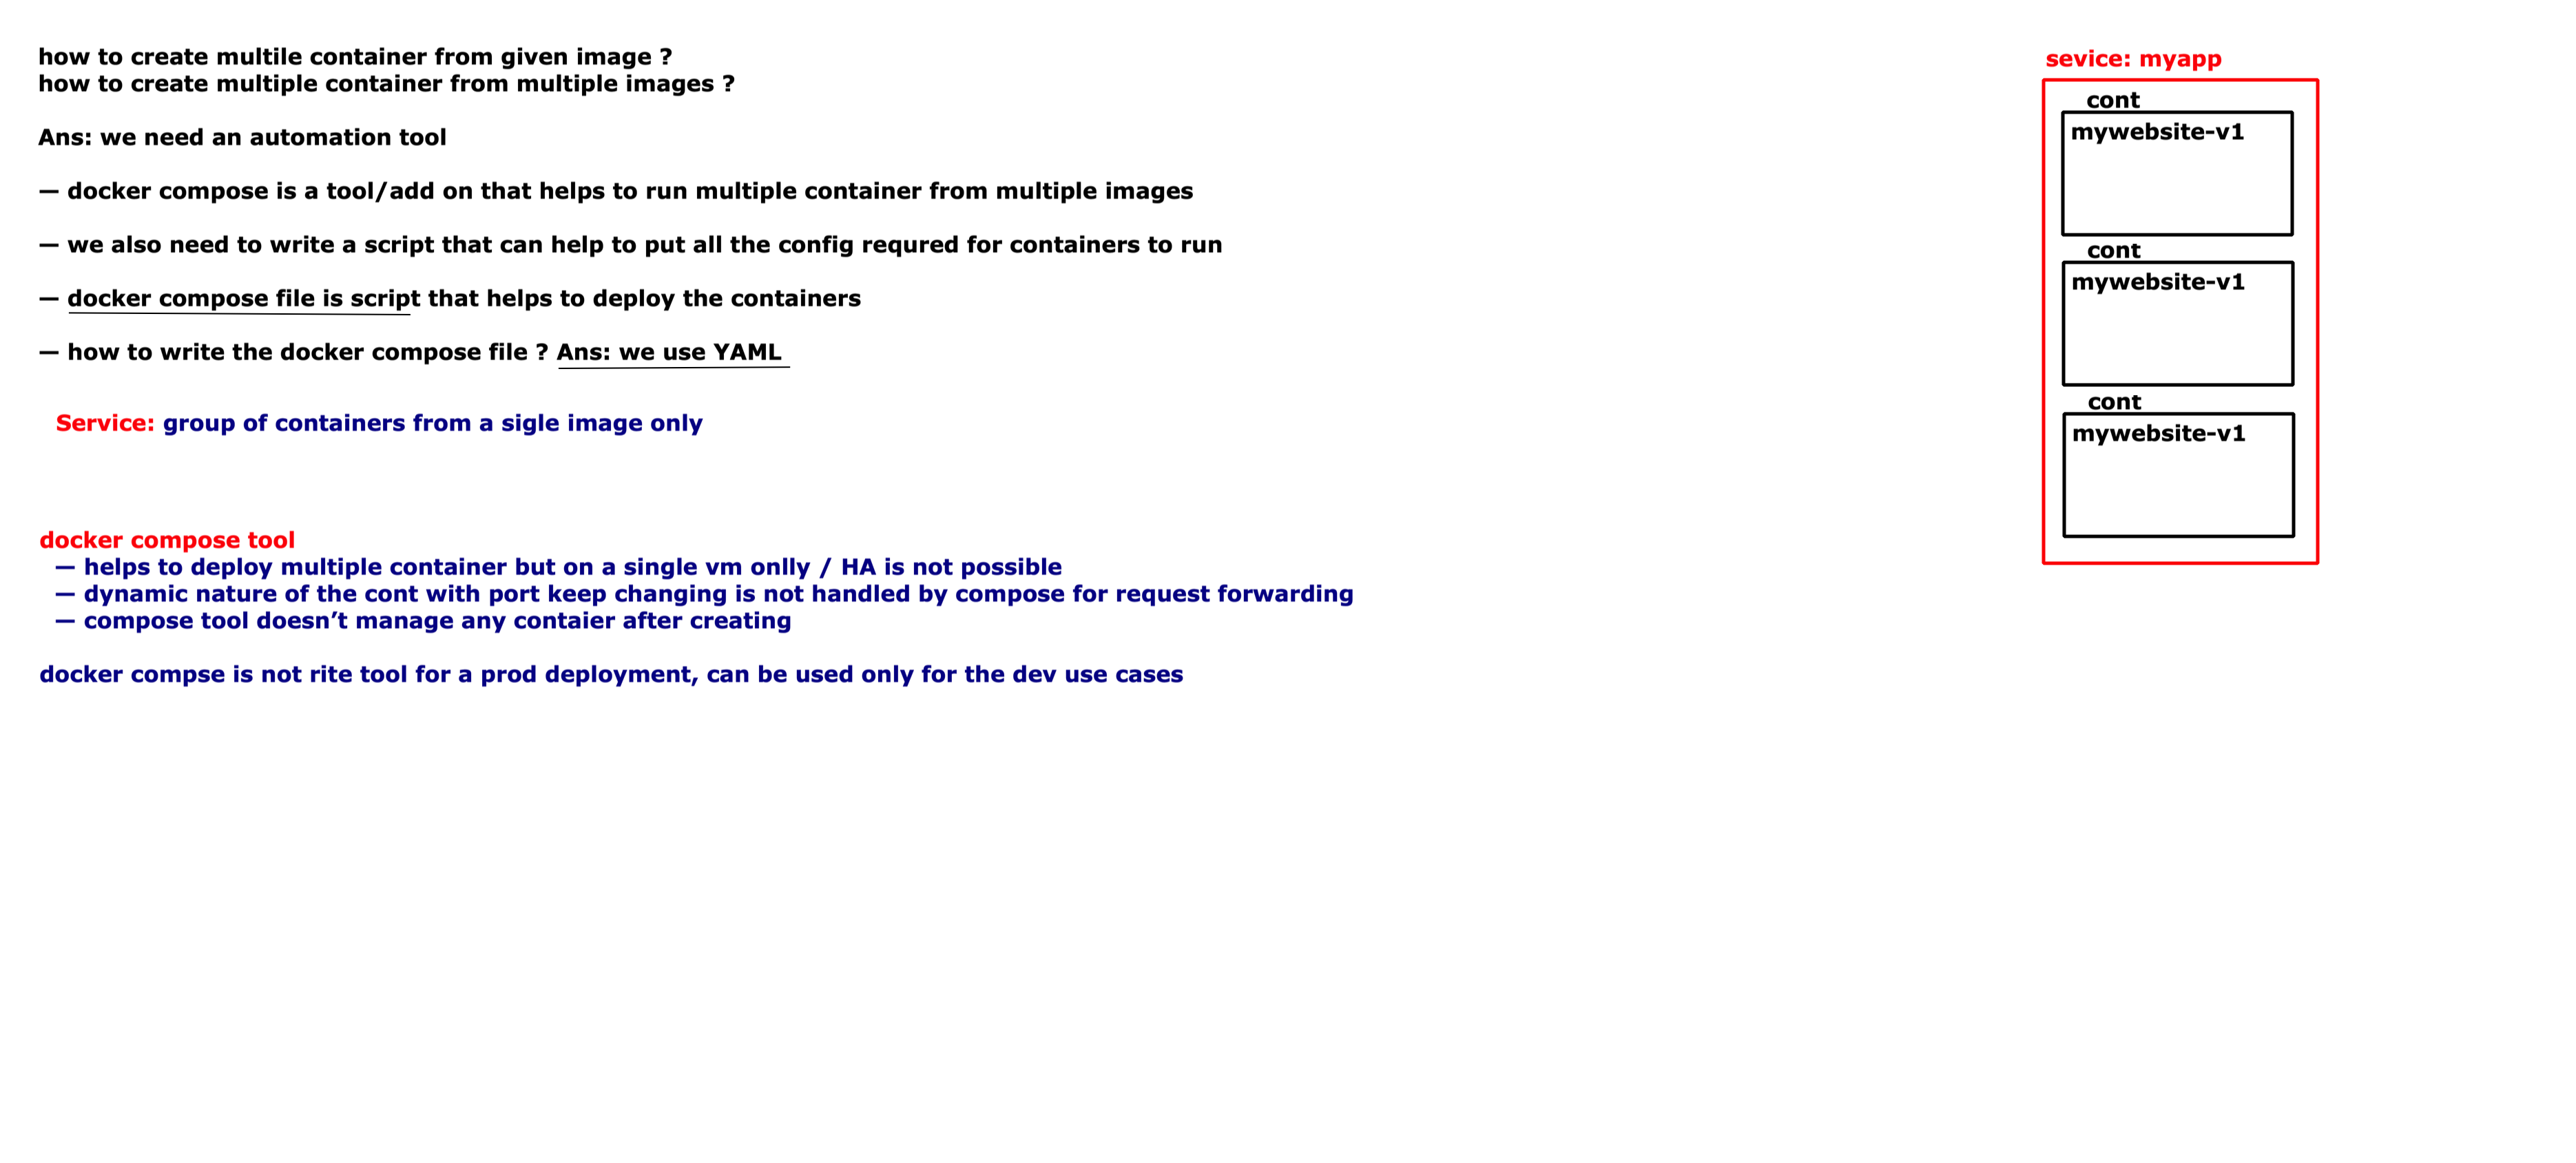 how to create multile container from given image ?
how to create multiple container from multiple images ?
Ans: we need an automation tool
— docker compose is a tool/add on that helps to run multiple container from multiple images
— we also need to write a script that can help to put all the config requred for containers to run
— docker compose file is script that helps to deploy the containers
— how to write the docker compose file ? Ans: we use YAML
Service: group of containers from a sigle image only
docker compose tool
— helps to deploy multiple container but on a single vm onlly / HA is not possible
— dynamic nature of the cont with port keep changing is not handled by compose for request forwarding
— compose tool doesn’t manage any contaier after creating
docker compse is not rite tool for a prod deployment, can be used only for the dev use cases
sevice: myapp
cont
mywebsite-v1
cont
mywebsite-v1
cont
mywebsite-v1